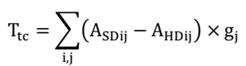 T_tc = ∑_{i,j} (A_SDij − A_HDij) × g_j